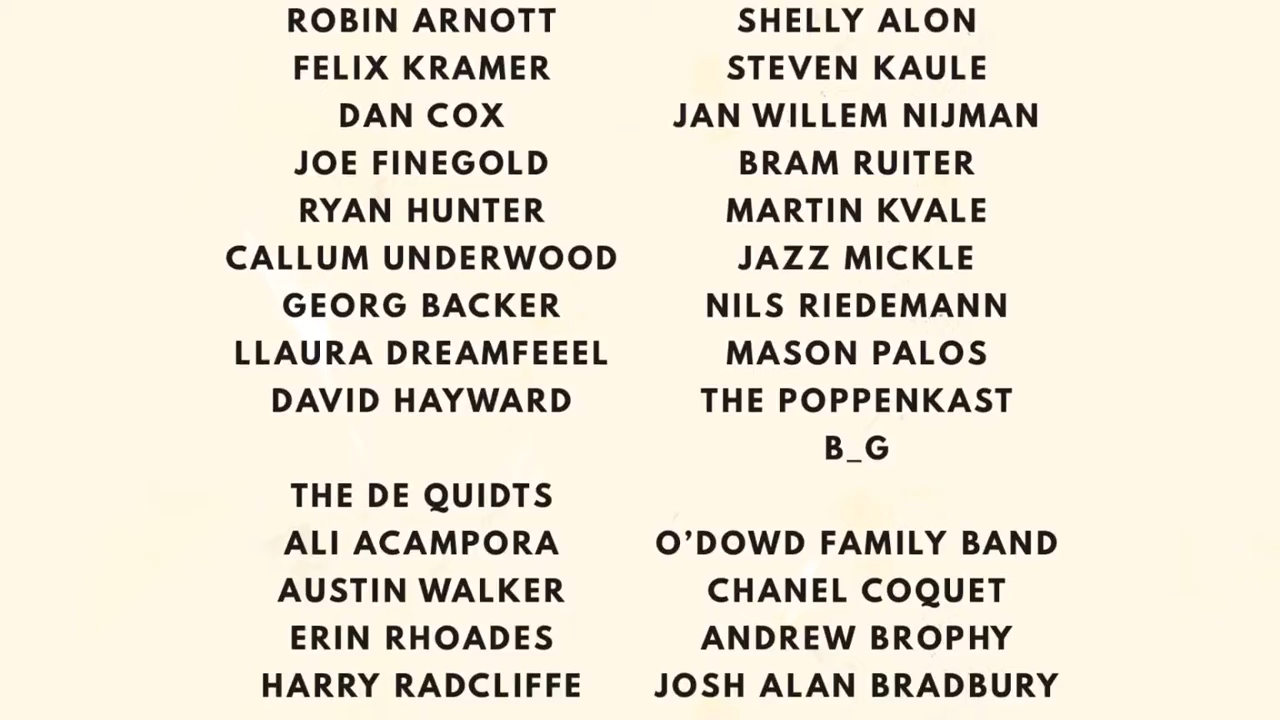 ROBIN ARNOTT
FELIX KRAMER
DAN COX
JOE FINEGOLD
RYAN HUNTER
CALLUM UNDERWOOD
GEORG BACKER
LLAURA DREAMFEEEL
DAVID HAYWARD
THE DE QUIDTS
ALI ACAMPORA
AUSTIN WALKER
ERIN RHOADES
HARRY RADCLIFFE
SHELLY ALON
STEVEN KAULE
JAN WILLEM NIJMAN
BRAM RUITER
MARTIN KVALE
JAZZ MICKLE
NILS RIEDEMANN
MASON PALOS
THE POPPENKAST
B_G
O’DOWD FAMILY BAND
CHANEL COQUET
ANDREW BROPHY
JOSH ALAN BRADBURY